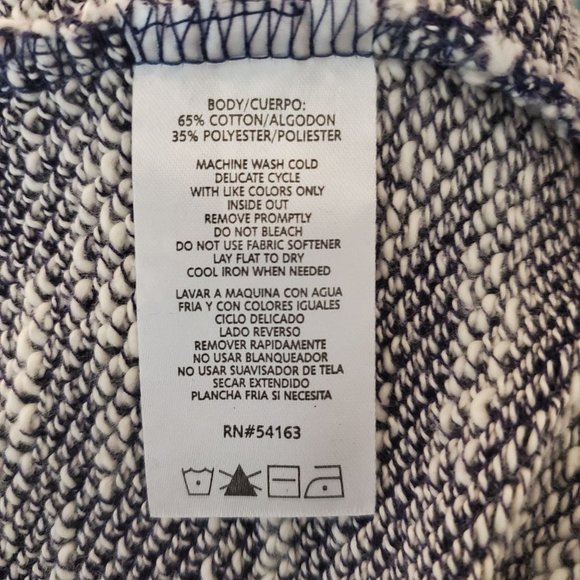 BODY/CUERPO:
65% COTTON/ALGODON
35% POLYESTER/POLIESTER
MACHINE WASH COLD
DELICATE CYCLE
WITH LIKE COLORS ONLY
INSIDE OUT
REMOVE PROMPTLY
DO NOT BLEACH
DO NOT USE FABRIC SOFTENER
LAY FLAT TO DRY
COOL IRON WHEN NEEDED
LAVAR A MAQUINA CON AGUA
FRIA Y CON COLORES IGUALES
CICLO DELICADO
LADO REVERSO
REMOVER RAPIDAMENTE
NO USAR BLANQUEADOR
NO USAR SUAVISADOR DE TELA
SECAR EXTENDIDO
PLANCHA FRIA SI NECESITA
RN#54163